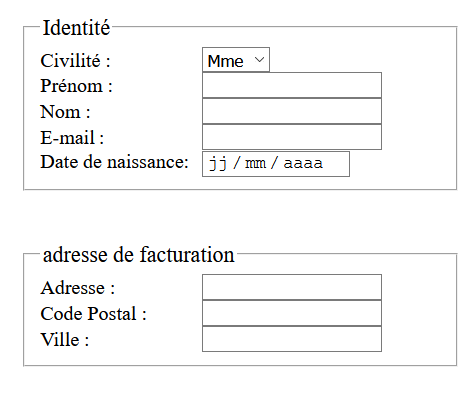 Identité
Civilité : Mme
Prénom :
Nom :
E-mail :
Date de naissance: jj / mm / aaaa
adresse de facturation
Adresse :
Code Postal :
Ville :